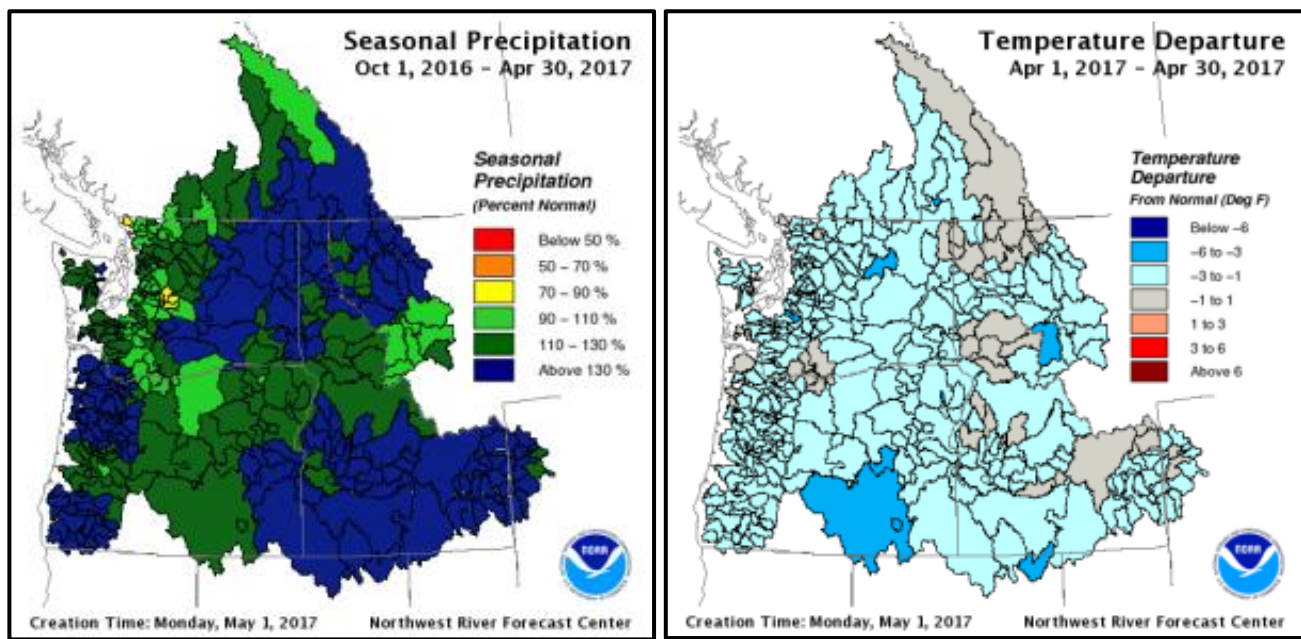 Seasonal Precipitation
Oct 1, 2016 – Apr 30, 2017
Seasonal
Precipitation
(Percent Normal)
Below 50 %
50 – 70 %
70 – 90 %
90 – 110 %
110 – 130 %
Above 130 %
NOAA
Creation Time: Monday, May 1, 2017
Northwest River Forecast Center
Temperature Departure
Apr 1, 2017 – Apr 30, 2017
Temperature
Departure
From Normal (Deg F)
Below –6
–6 to –3
–3 to –1
–1 to 1
1 to 3
3 to 6
Above 6
NOAA
Creation Time: Monday, May 1, 2017
Northwest River Forecast Center